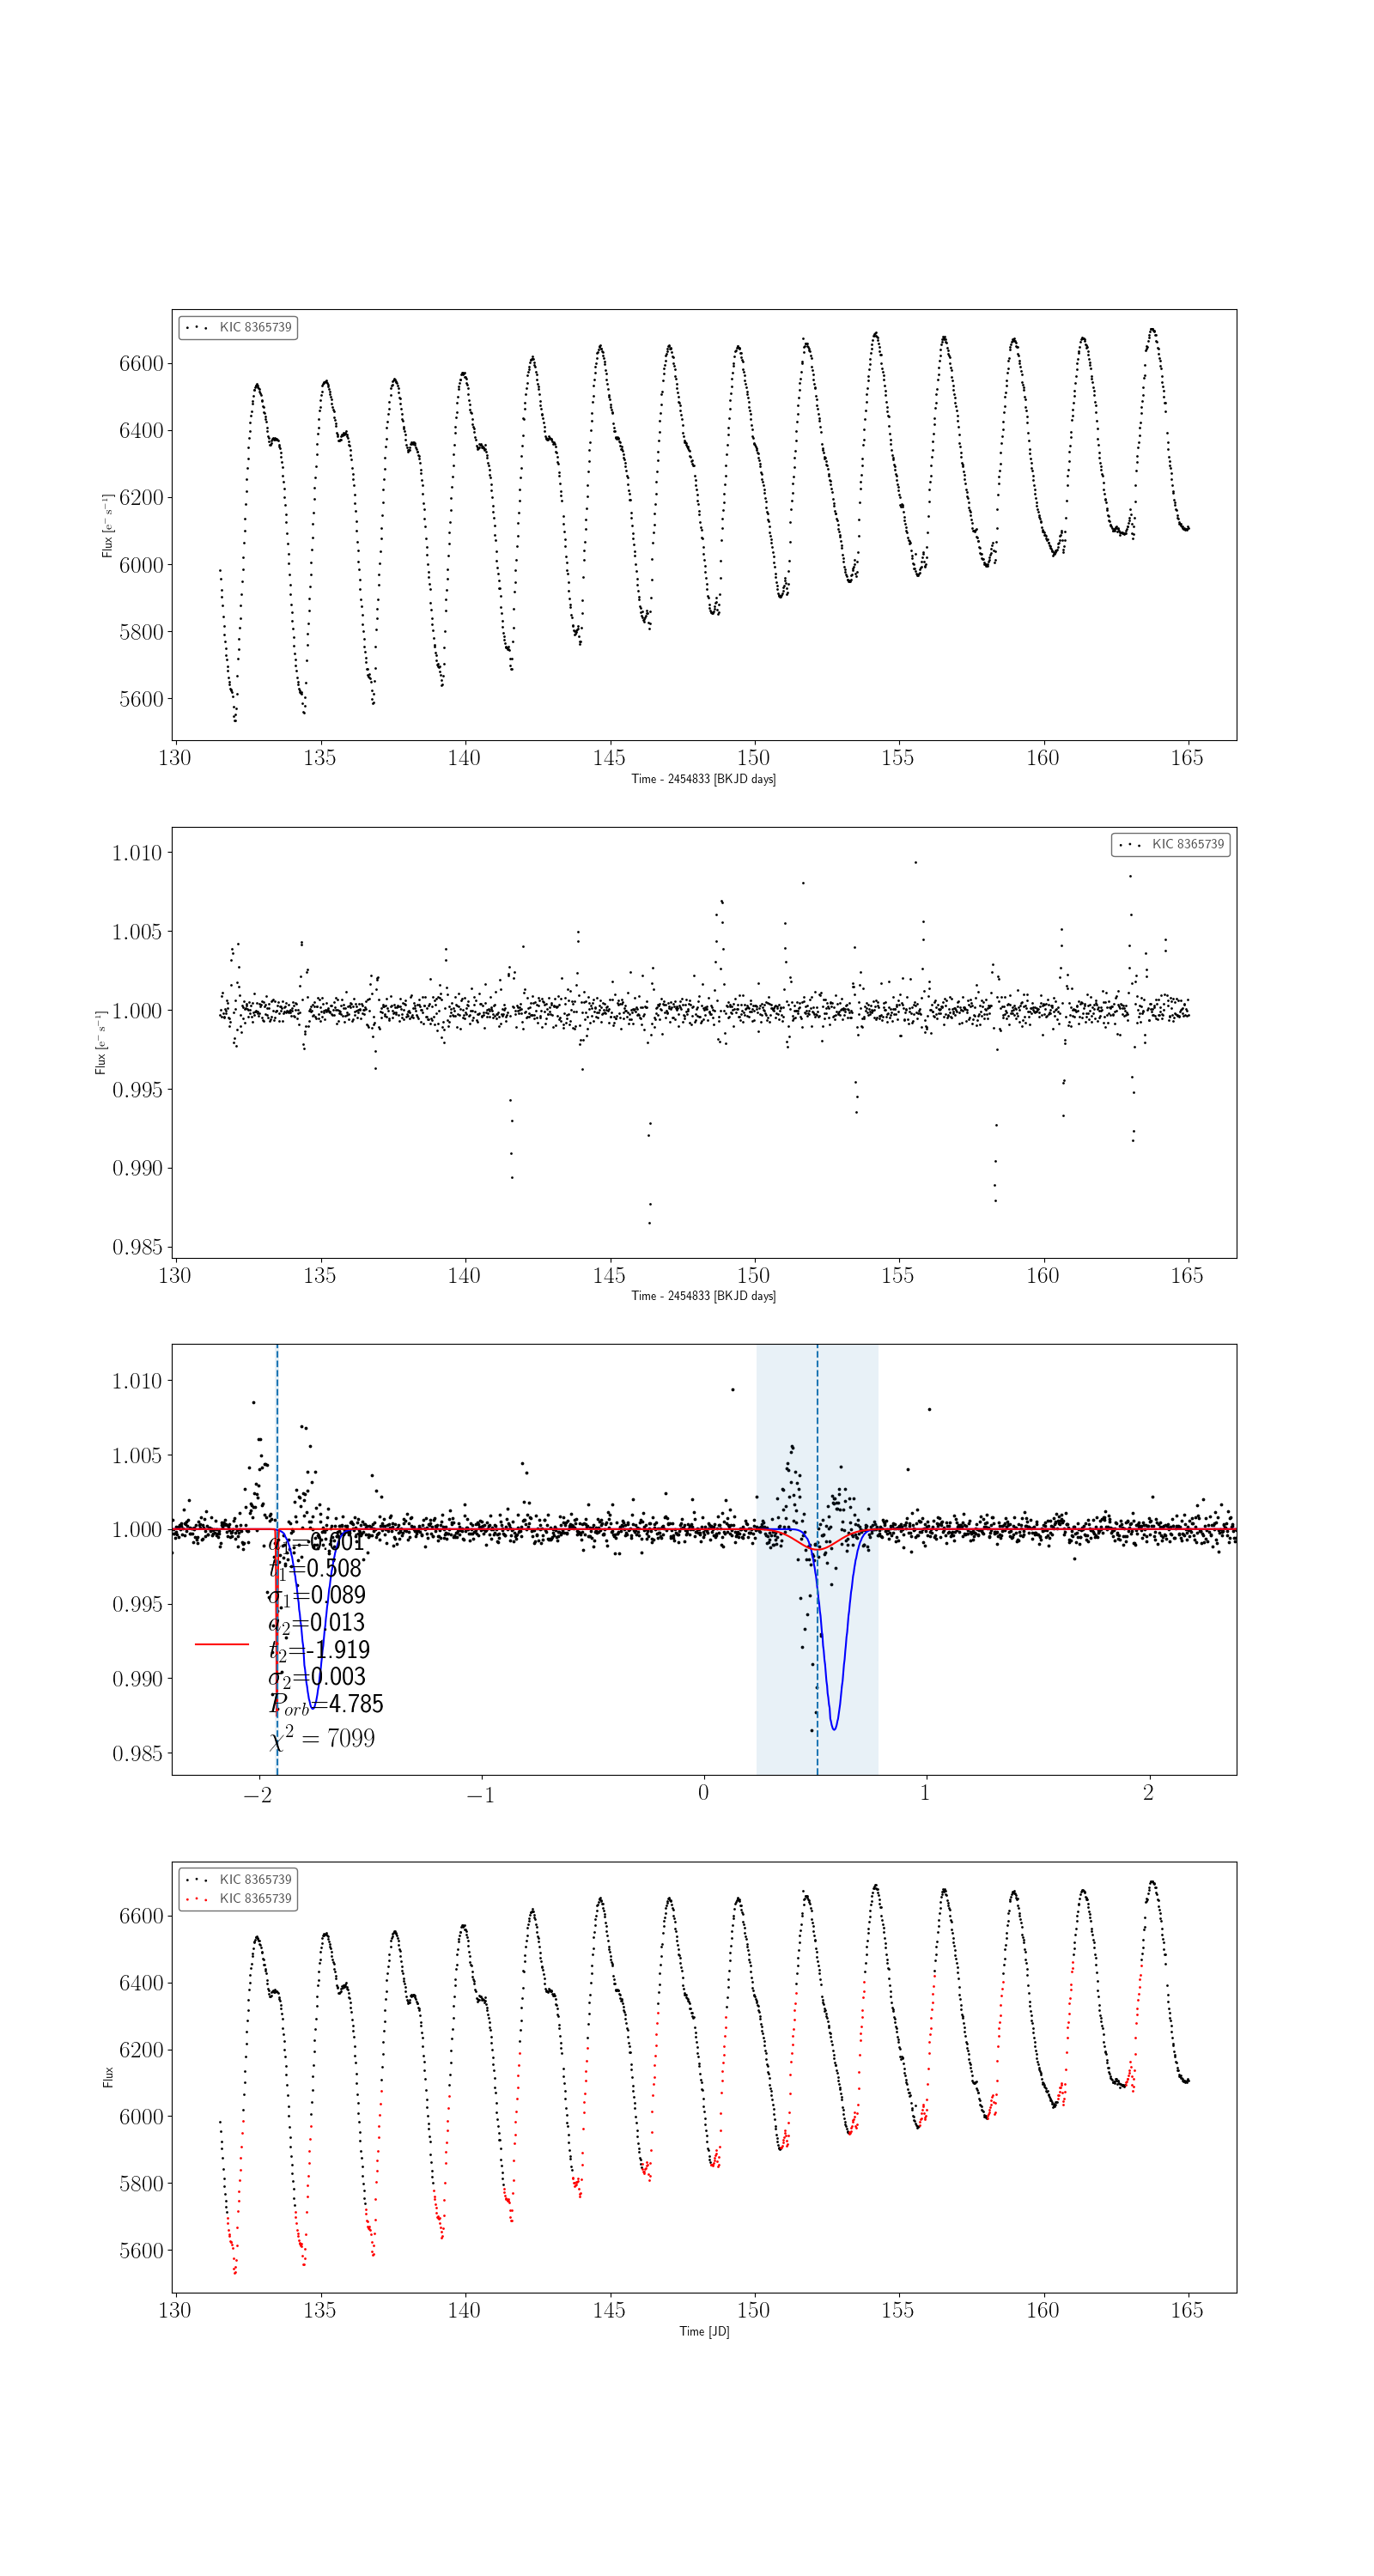 KIC 8365739
6600
6400
6200
6000
5800
5600
Flux [e⁻ s⁻¹]
130 135 140 145 150 155 160 165
Time - 2454833 [BKJD days]
KIC 8365739
1.010
1.005
1.000
0.995
0.990
0.985
Flux [e⁻ s⁻¹]
130 135 140 145 150 155 160 165
Time - 2454833 [BKJD days]
1.010
1.005
1.000
0.995
0.990
0.985
a₁=0.001
t₁=0.508
σ₁=0.089
a₂=0.013
t₂=-1.919
σ₂=0.003
P_orb=4.785
χ² = 7099
−2 −1 0 1 2
KIC 8365739
KIC 8365739
6600
6400
6200
6000
5800
5600
Flux
130 135 140 145 150 155 160 165
Time [JD]